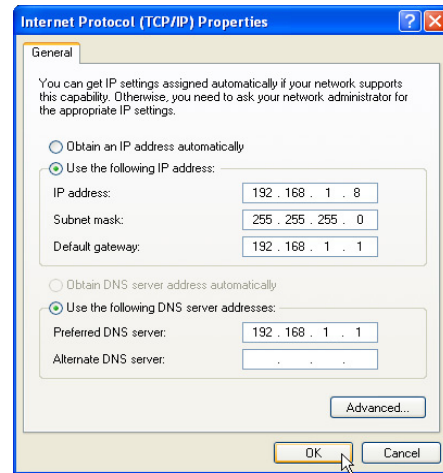 Internet Protocol (TCP/IP) Properties
General
You can get IP settings assigned automatically if your network supports
this capability. Otherwise, you need to ask your network administrator for
the appropriate IP settings.
Obtain an IP address automatically
Use the following IP address:
IP address: 192 . 168 . 1 . 8
Subnet mask: 255 . 255 . 255 . 0
Default gateway: 192 . 168 . 1 . 1
Obtain DNS server address automatically
Use the following DNS server addresses:
Preferred DNS server: 192 . 168 . 1 . 1
Alternate DNS server: . . .
Advanced...
OK Cancel